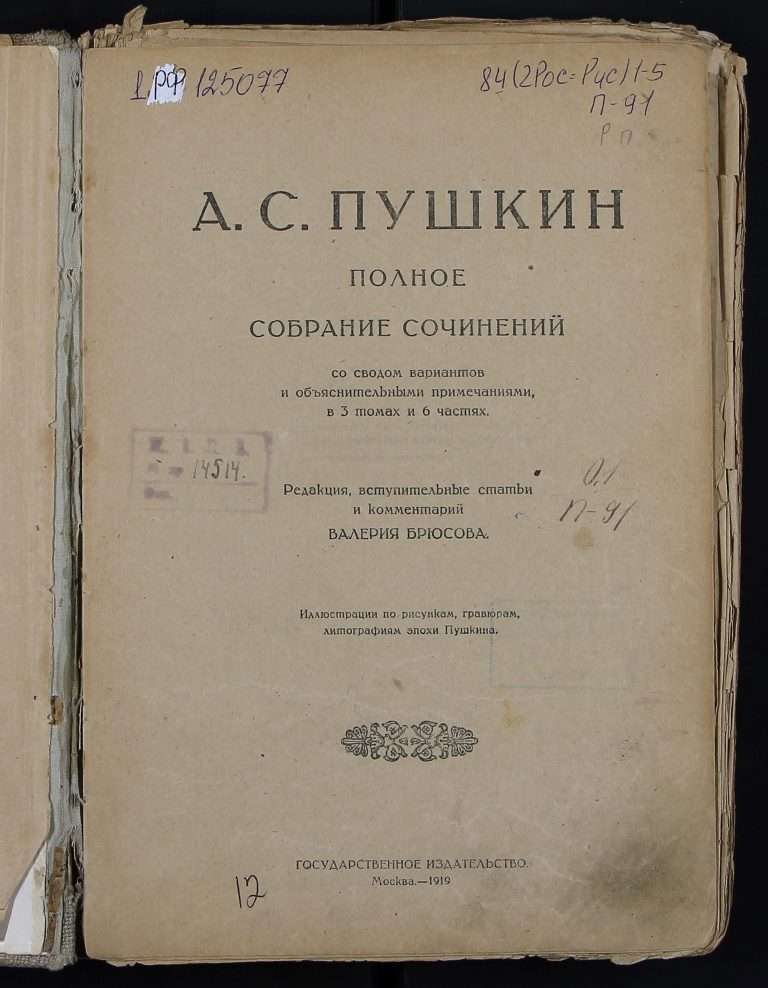 1 РФ 125077
84(2Рос=Рус)1-5
П-91
Р п
А. С. ПУШКИН
ПОЛНОЕ
СОБРАНИЕ СОЧИНЕНИЙ
со сводом вариантов
и объяснительными примечаниями,
в 3 томах и 6 частях.
14514.
Редакция, вступительные статьи
и комментарий
ВАЛЕРИЯ БРЮСОВА.
0.1
П-91
Иллюстрации по рисункам, гравюрам,
литографиям эпохи Пушкина.
ГОСУДАРСТВЕННОЕ ИЗДАТЕЛЬСТВО.
Москва.—1919
12